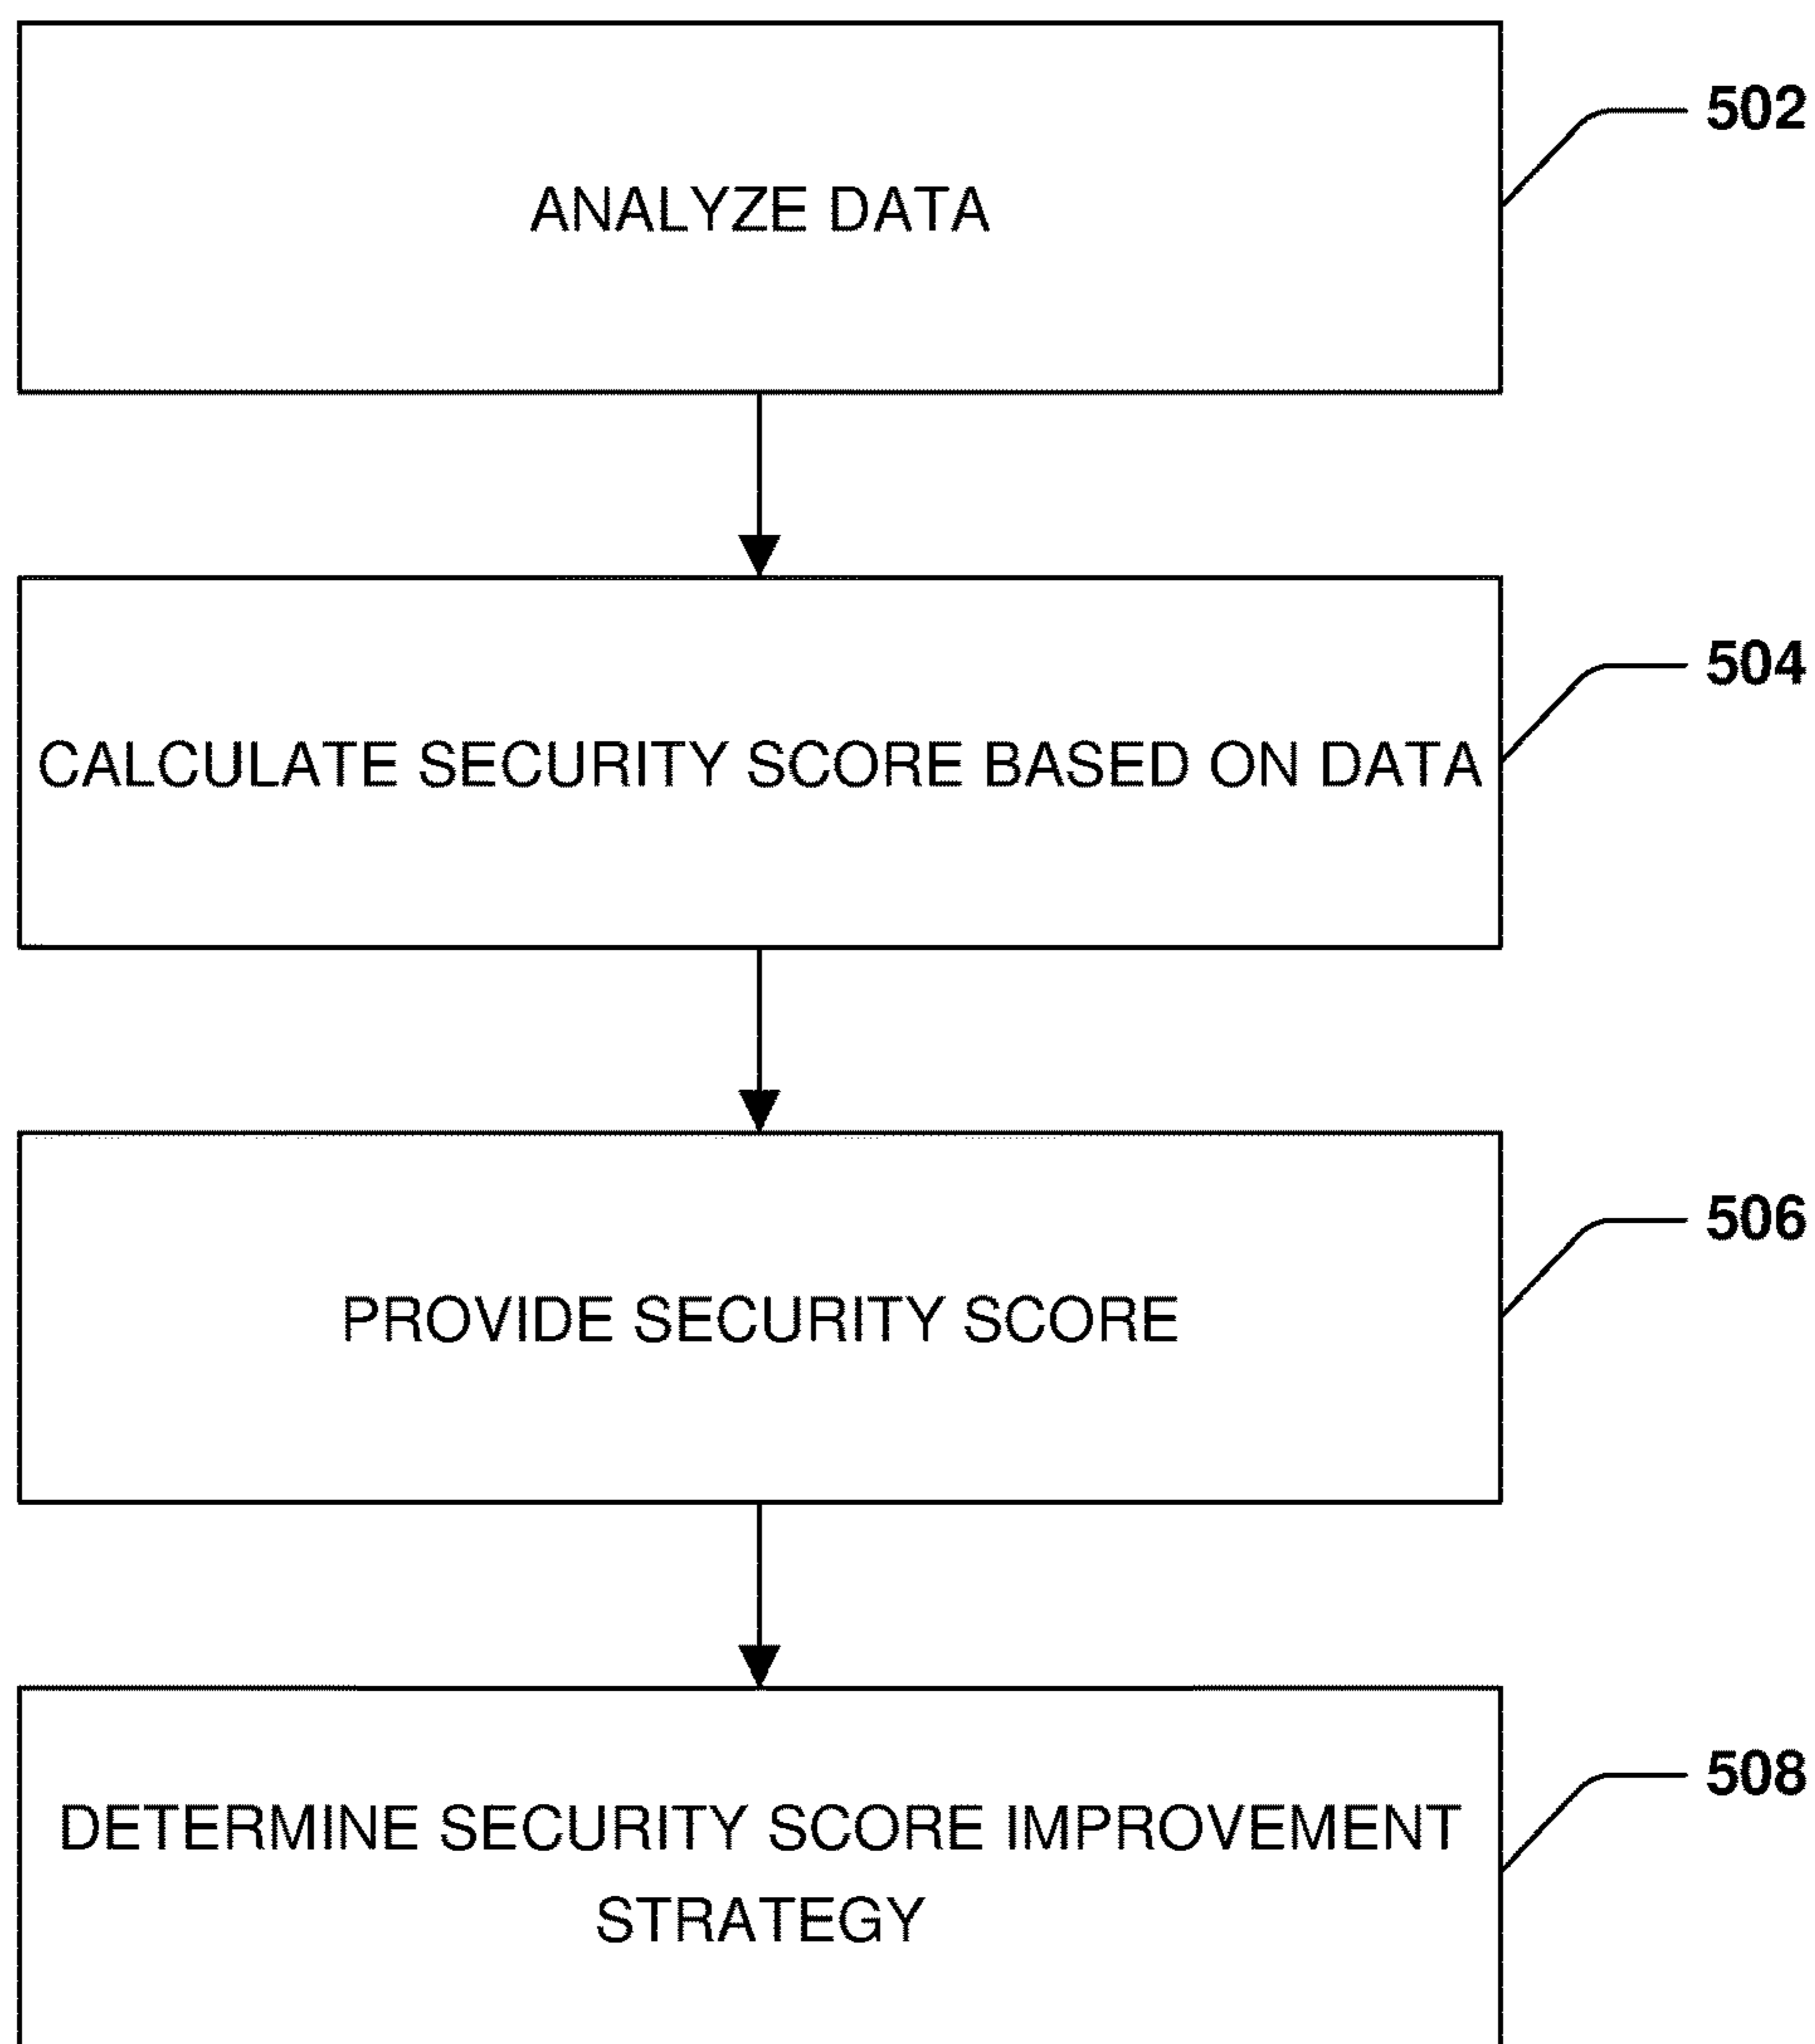 502
ANALYZE DATA
504
CALCULATE SECURITY SCORE BASED ON DATA
506
PROVIDE SECURITY SCORE
508
DETERMINE SECURITY SCORE IMPROVEMENT
STRATEGY